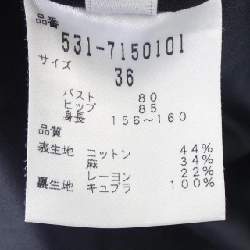 品番
531-7150101
サイズ
36
バスト 80
ヒップ 85
身長 156~160
品質
表生地 コットン 44%
麻 34%
レーヨン 22%
裏生地 キュプラ 100%